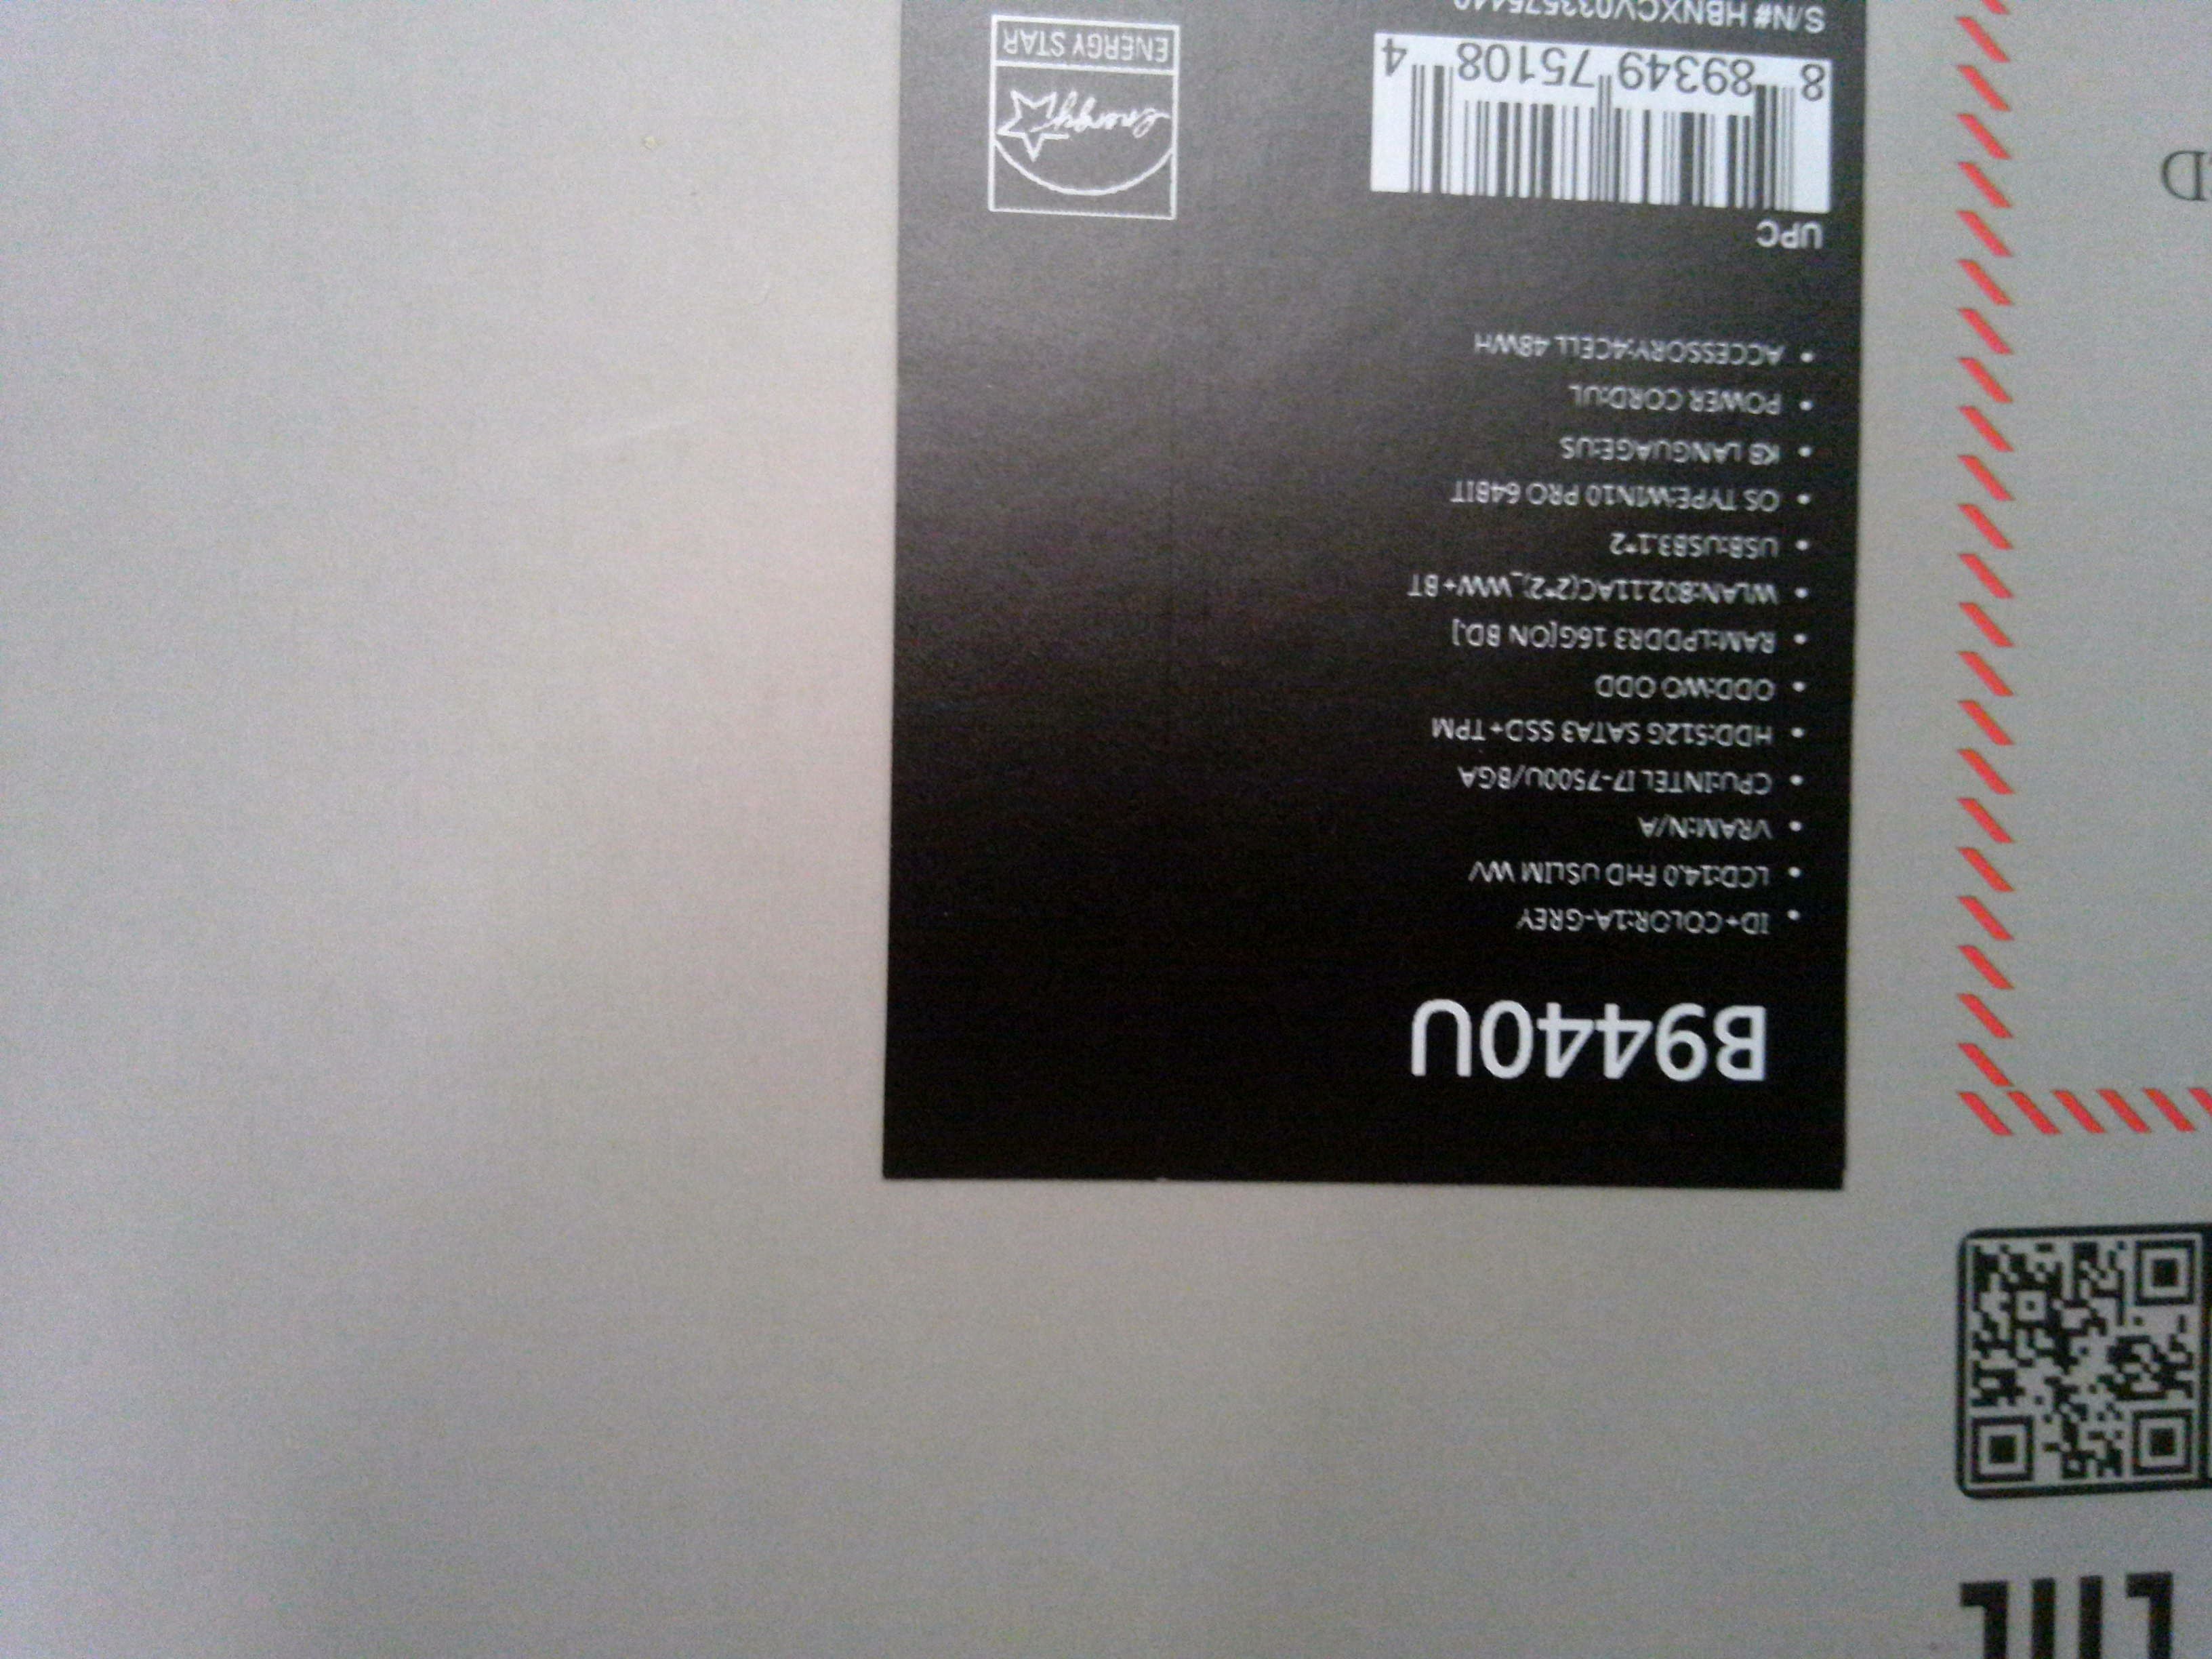 B9440U
• ID+COLOR:1A-GREY
• LCD:14.0 FHD USLIM WV
• VRAM:N/A
• CPU:INTEL I7-7500U/BGA
• HDD:512G SATA3 SSD+TPM
• ODD:WO ODD
• RAM:LPDDR3 16G[ON BD.]
• WLAN:802.11AC(2*2)_WW+BT
• USB:USB3.1*2
• OS TYPE:WIN10 PRO 64BIT
• KB LANGUAGE:US
• POWER CORD:UL
• ACCESSORY:4CELL 48WH
UPC
8 89349 75108 4
energy
ENERGY STAR
S/N#